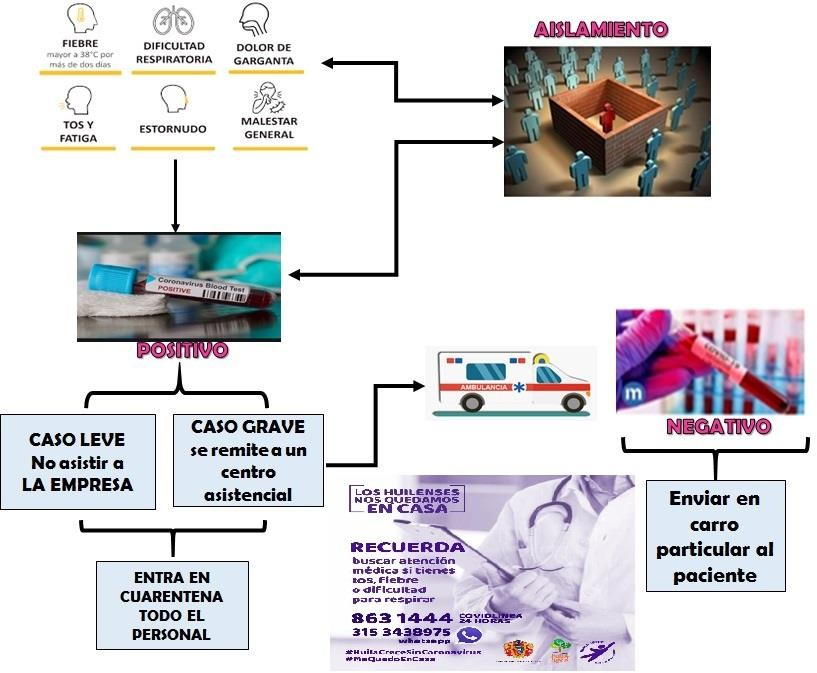 FIEBRE
mayor a 38°C por
más de dos días
DIFICULTAD
RESPIRATORIA
DOLOR DE
GARGANTA
TOS Y
FATIGA
ESTORNUDO
MALESTAR
GENERAL
AISLAMIENTO
Coronavirus Blood Test
POSITIVE
POSITIVO
AMBULANCIA
m
NEGATIVO
CASO LEVE
No asistir a
LA EMPRESA
CASO GRAVE
se remite a un
centro
asistencial
Enviar en
carro
particular al
paciente
ENTRA EN
CUARENTENA
TODO EL
PERSONAL
LOS HUILENSES
NOS QUEDAMOS
EN CASA
RECUERDA
buscar atención
médica si tienes
tos, fiebre
o dificultad
para respirar
863 1444 COVIDLINEA
24 HORAS
315 3438975
whatsapp
#HuilaCreceSinCoronavirus
#MeQuedoEnCasa